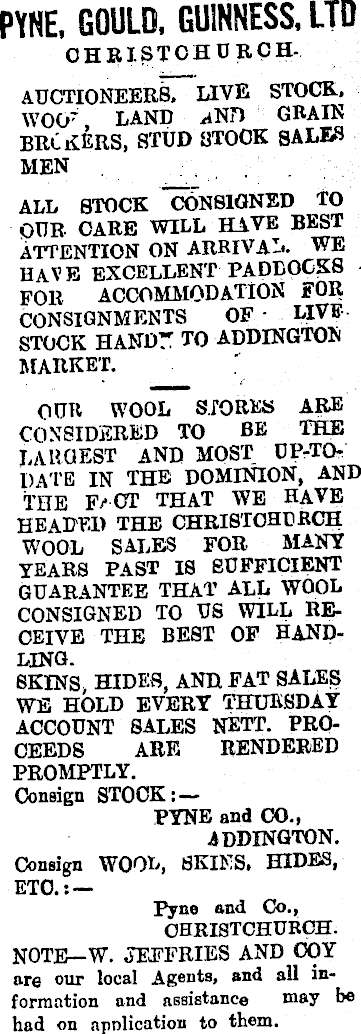 PYNE, GOULD, GUINNESS, LTD
CHRISTCHURCH.
AUCTIONEERS, LIVE STOCK,
WOOL, LAND AND GRAIN
BROKERS, STUD STOCK SALES
MEN
ALL STOCK CONSIGNED TO
OUR CARE WILL HAVE BEST
ATTENTION ON ARRIVAL. WE
HAVE EXCELLENT PADDOCKS
FOR ACCOMMODATION FOR
CONSIGNMENTS OF LIVE
STOCK HANDY TO ADDINGTON
MARKET.
OUR WOOL STORES ARE
CONSIDERED TO BE THE
LARGEST AND MOST UP-TO-
DATE IN THE DOMINION, AND
THE FACT THAT WE HAVE
HEADED THE CHRISTCHURCH
WOOL SALES FOR MANY
YEARS PAST IS SUFFICIENT
GUARANTEE THAT ALL WOOL
CONSIGNED TO US WILL RE-
CEIVE THE BEST OF HAND-
LING.
SKINS, HIDES, AND FAT SALES
WE HOLD EVERY THURSDAY
ACCOUNT SALES NETT. PRO-
CEEDS ARE RENDERED
PROMPTLY.
Consign STOCK:—
PYNE and CO.,
ADDINGTON.
Consign WOOL, SKINS, HIDES,
ETC.:—
Pyne and Co.,
CHRISTCHURCH.
NOTE—W. JEFFRIES AND COY
are our local Agents, and all in-
formation and assistance may be
had on application to them.